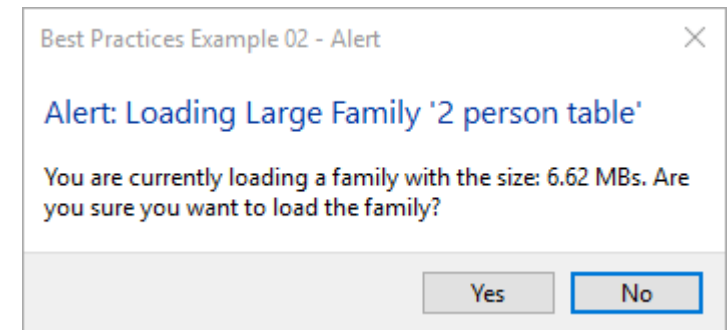 Best Practices Example 02 - Alert
Alert: Loading Large Family '2 person table'
You are currently loading a family with the size: 6.62 MBs. Are
you sure you want to load the family?
Yes
No